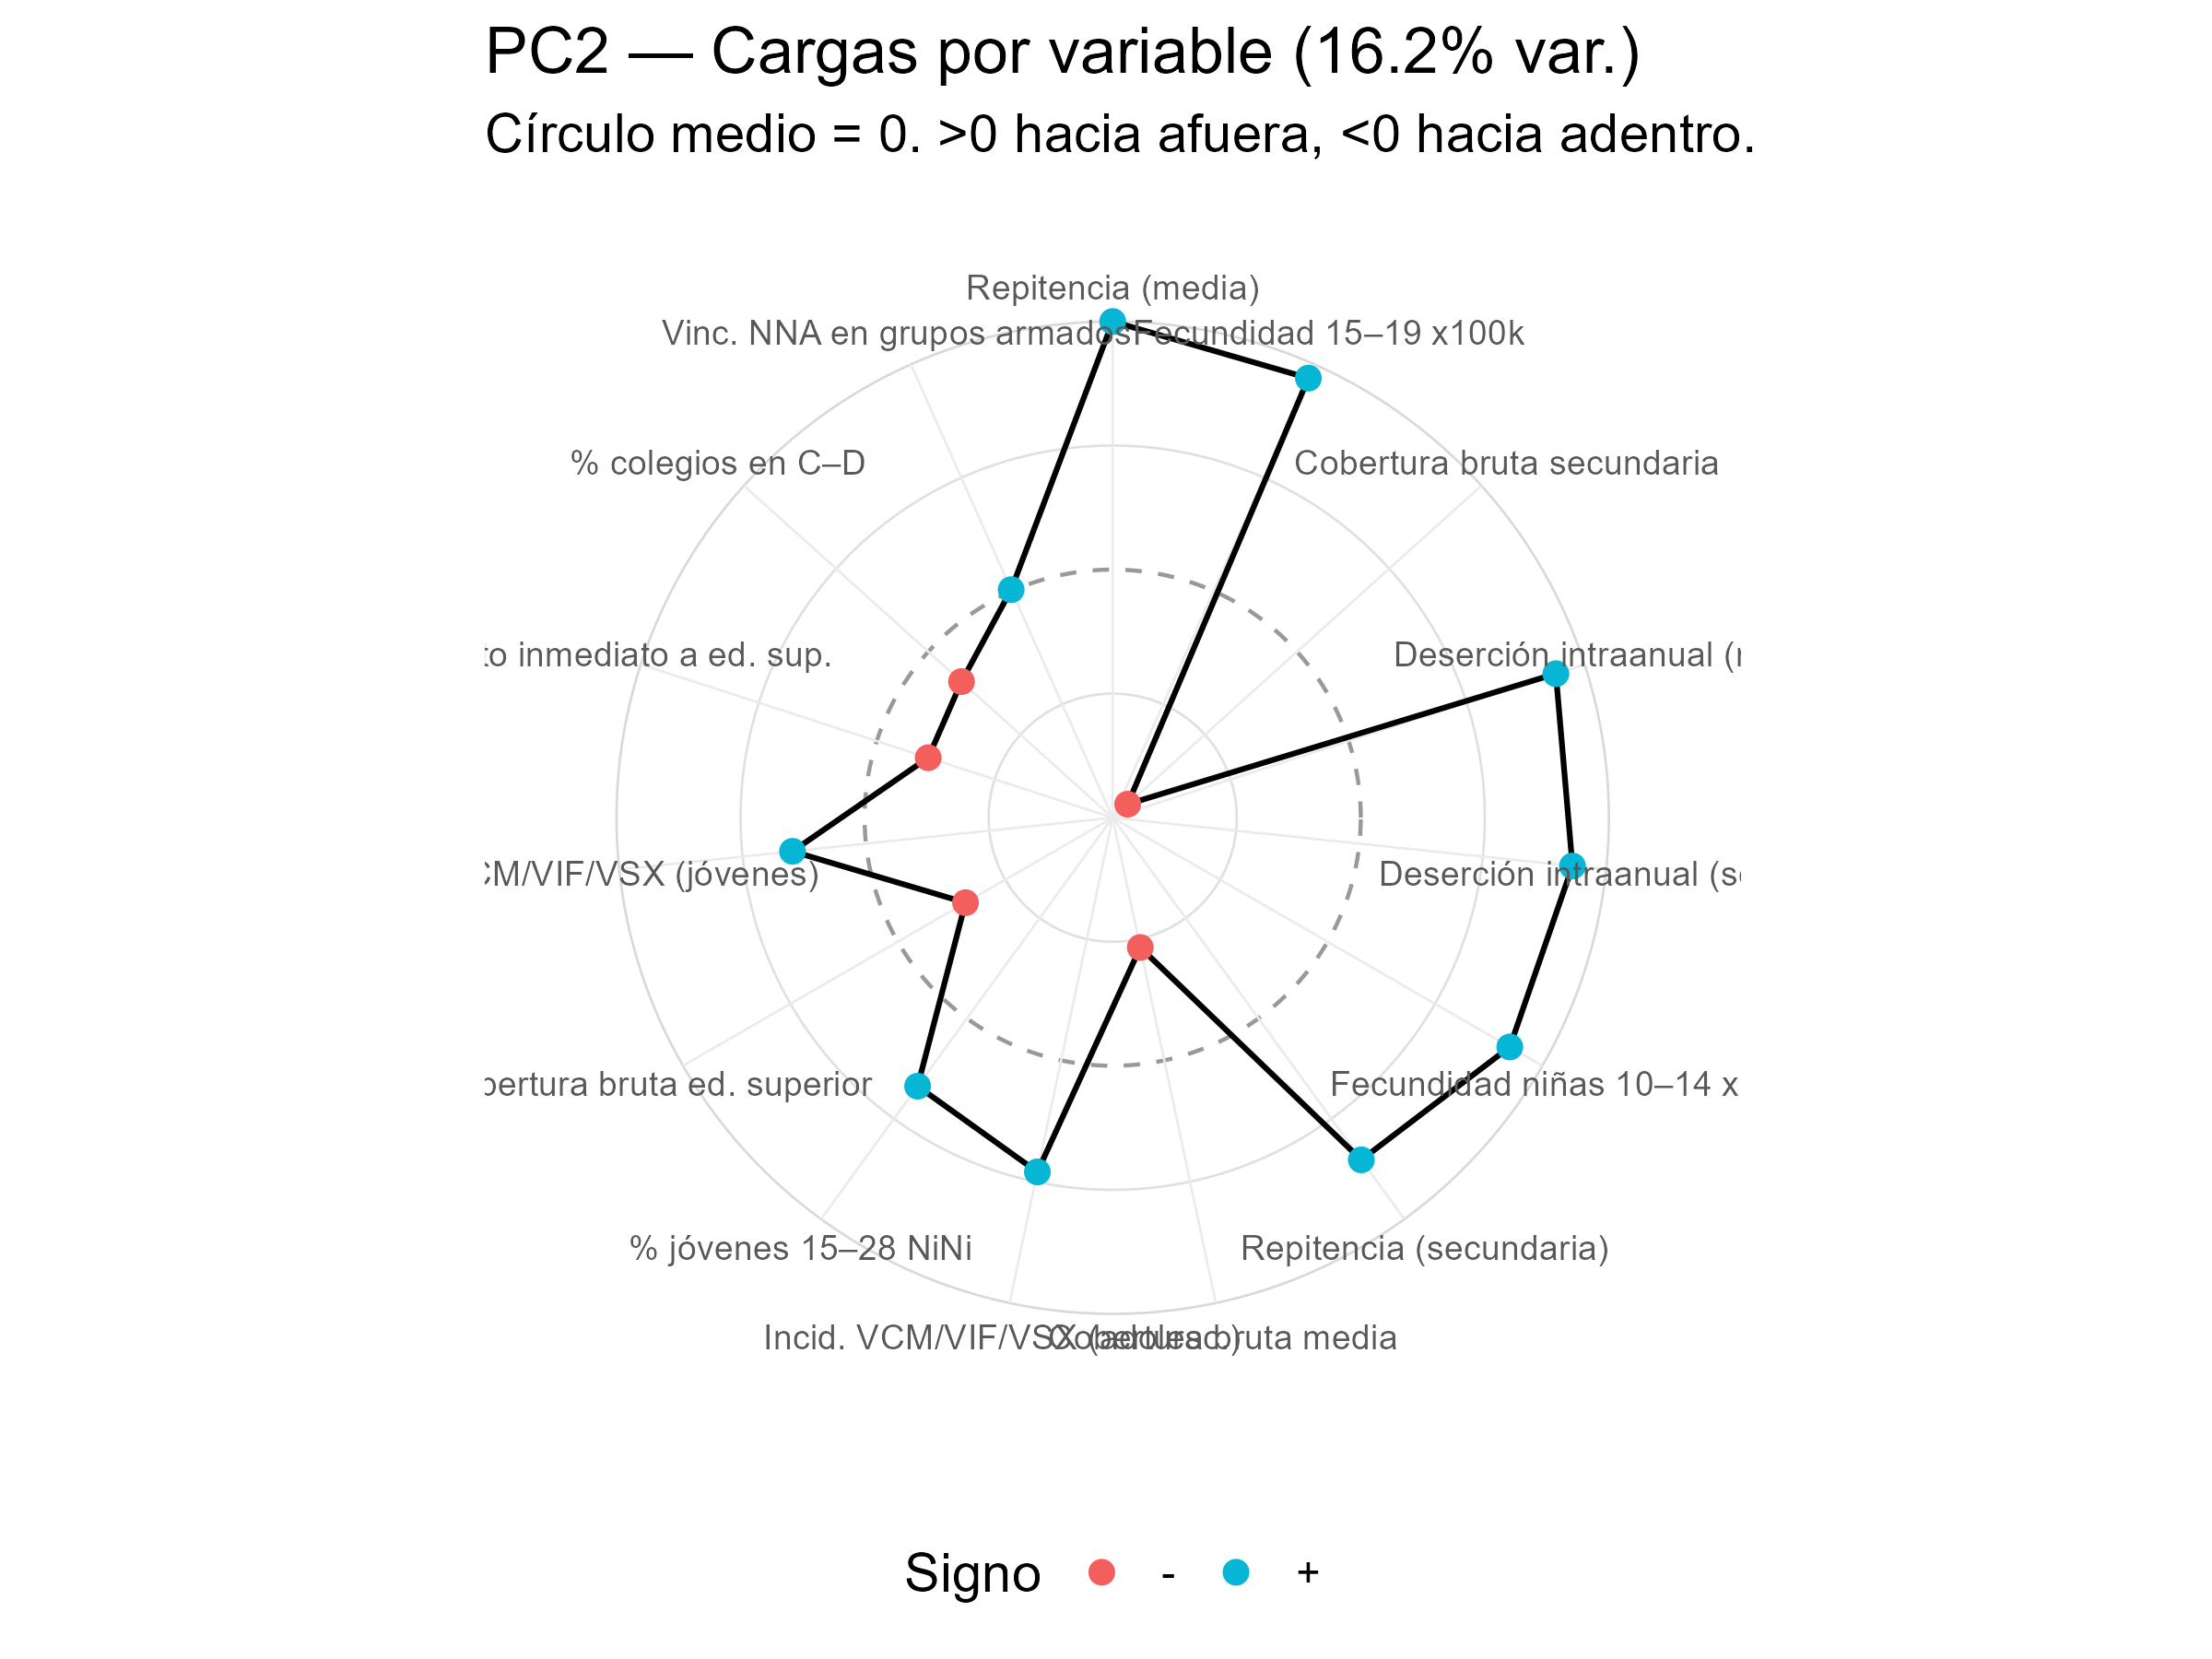 PC2 — Cargas por variable (16.2% var.)
Círculo medio = 0. >0 hacia afuera, <0 hacia adentro.
Repitencia (media)
Vinc. NNA en grupos armados
Fecundidad 15–19 x100k
% colegios en C–D
Cobertura bruta secundaria
to inmediato a ed. sup.
Deserción intraanual (
CM/VIF/VSX (jóvenes)
Deserción intraanual (s
bertura bruta ed. superior
Fecundidad niñas 10–14 x
% jóvenes 15–28 NiNi
Repitencia (secundaria)
Incid. VCM/VIF/VSX (adolesc.)
Cobertura bruta media
Signo - +